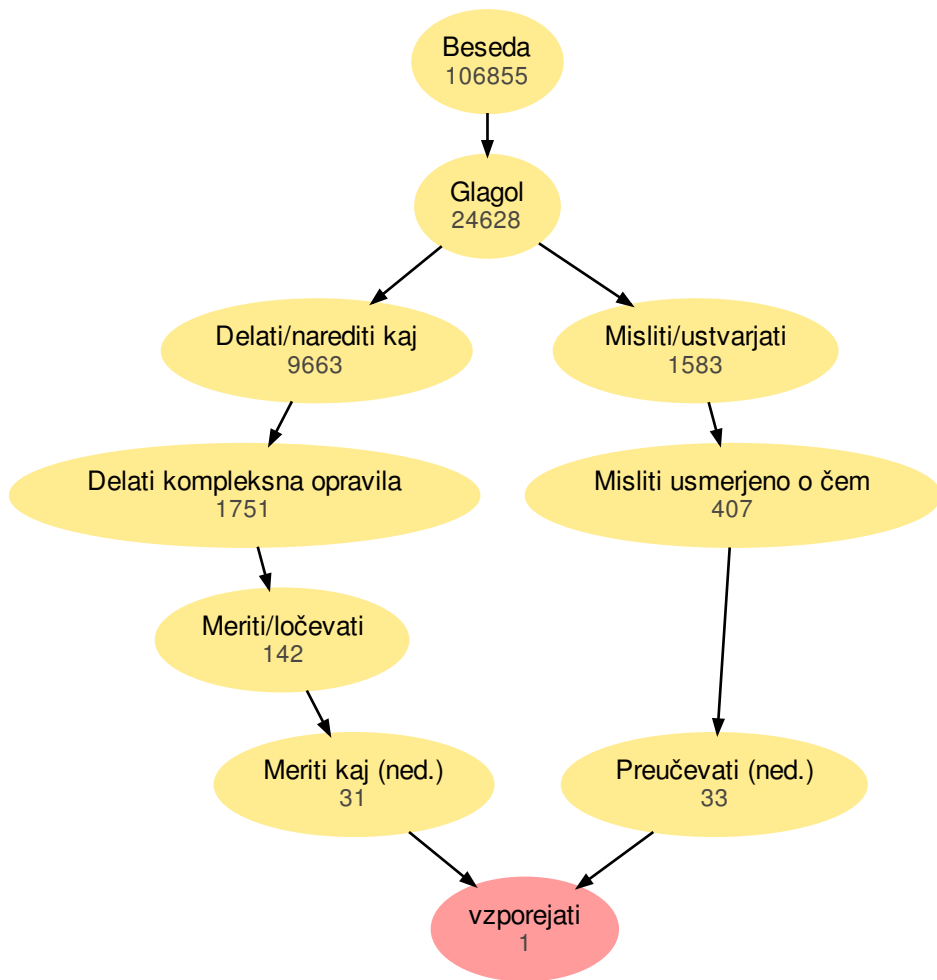 Beseda
106855
Glagol
24628
Delati/narediti kaj
9663
Misliti/ustvarjati
1583
Delati kompleksna opravila
1751
Misliti usmerjeno o čem
407
Meriti/ločevati
142
Meriti kaj (ned.)
31
Preučevati (ned.)
33
vzporejati
1